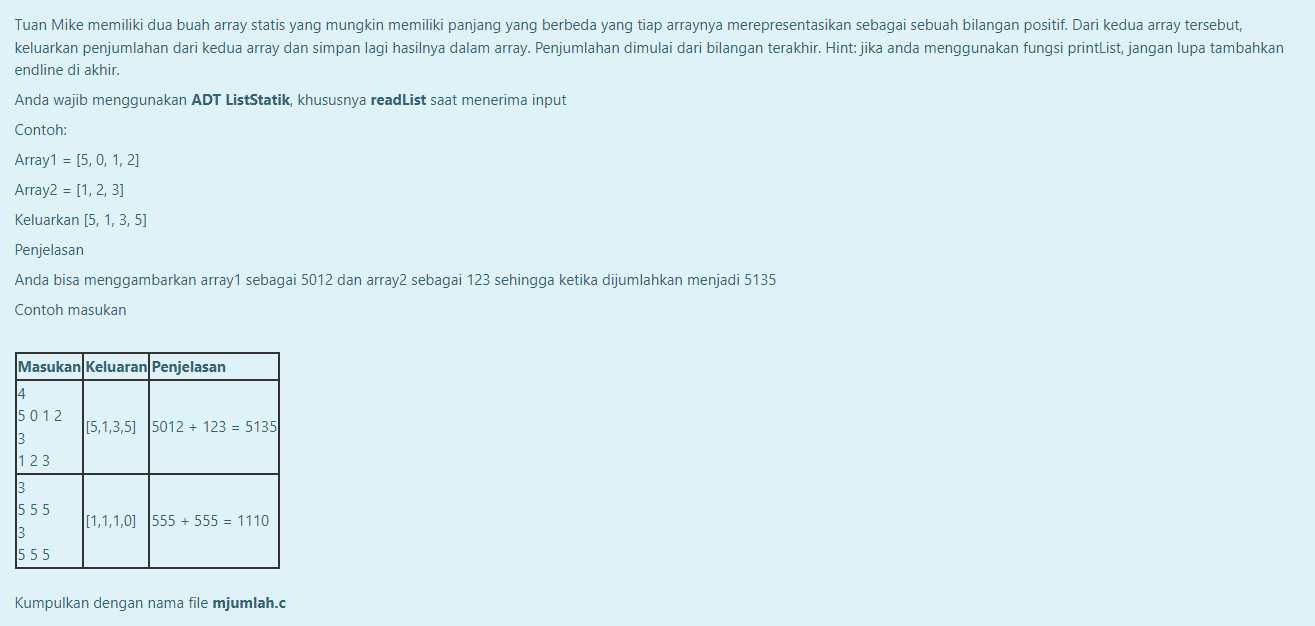 Tuan Mike memiliki dua buah array statis yang mungkin memiliki panjang yang berbeda yang tiap arraynya merepresentasikan sebagai sebuah bilangan positif. Dari kedua array tersebut,
keluarkan penjumlahan dari kedua array dan simpan lagi hasilnya dalam array. Penjumlahan dimulai dari bilangan terakhir. Hint: jika anda menggunakan fungsi printList, jangan lupa tambahkan
endline di akhir.
Anda wajib menggunakan ADT ListStatik, khususnya readList saat menerima input
Contoh:
Array1 = [5, 0, 1, 2]
Array2 = [1, 2, 3]
Keluarkan [5, 1, 3, 5]
Penjelasan
Anda bisa menggambarkan array1 sebagai 5012 dan array2 sebagai 123 sehingga ketika dijumlahkan menjadi 5135
Contoh masukan
Masukan Keluaran Penjelasan
4
5 0 1 2
3
1 2 3
[5,1,3,5]
5012 + 123 = 5135
3
5 5 5
3
5 5 5
[1,1,1,0]
555 + 555 = 1110
Kumpulkan dengan nama file mjumlah.c